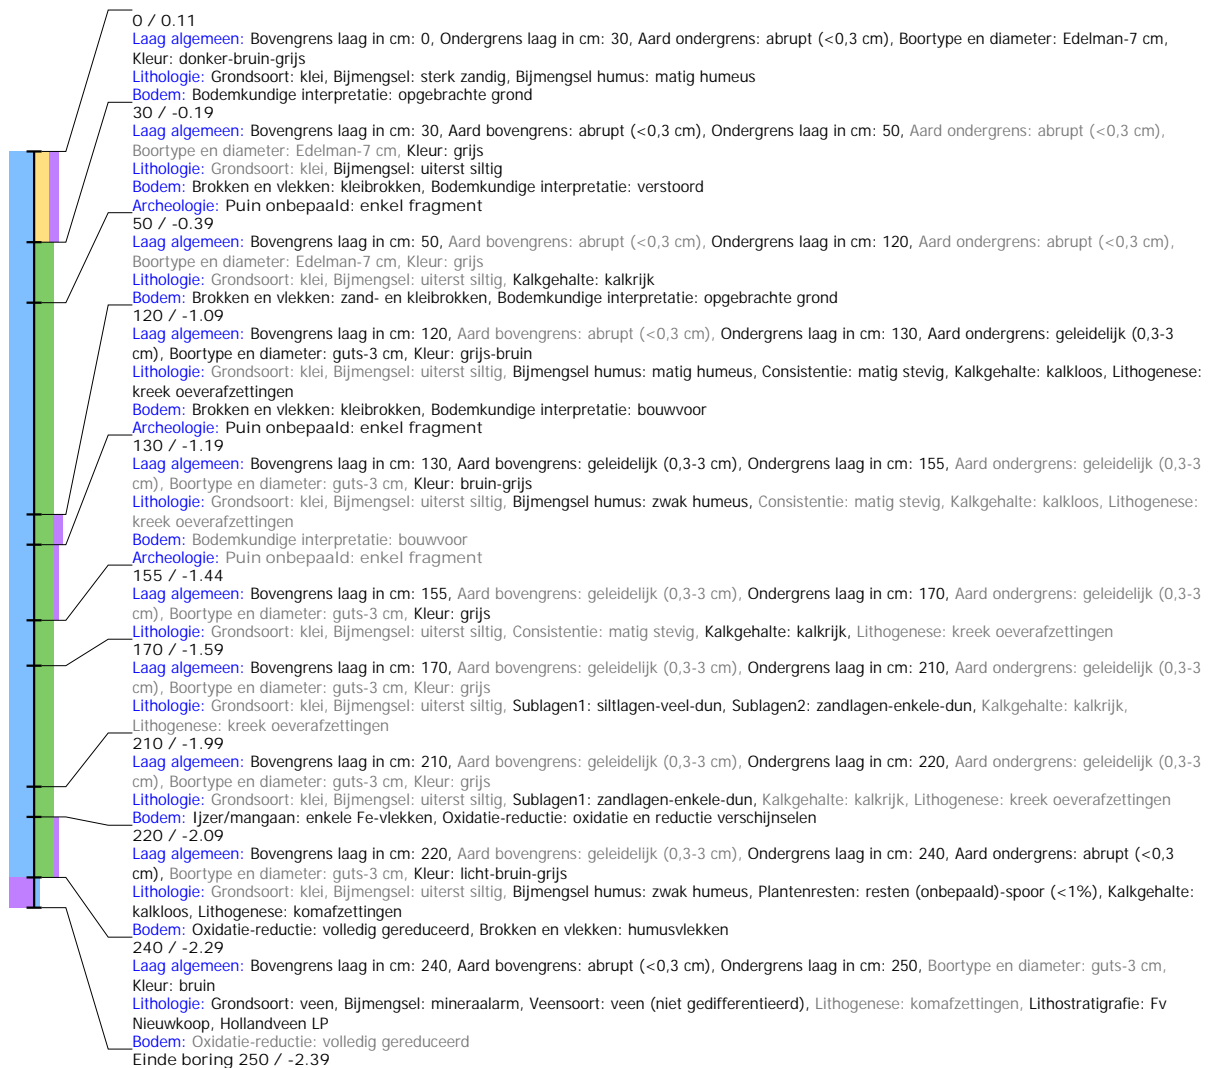 0 / 0.11
Laag algemeen: Bovengrens laag in cm: 0, Ondergrens laag in cm: 30, Aard ondergrens: abrupt (<0,3 cm), Boortype en diameter: Edelman-7 cm,
Kleur: donker-bruin-grijs
Lithologie: Grondsoort: klei, Bijmengsel: sterk zandig, Bijmengsel humus: matig humeus
Bodem: Bodemkundige interpretatie: opgebrachte grond
30 / -0.19
Laag algemeen: Bovengrens laag in cm: 30, Aard bovengrens: abrupt (<0,3 cm), Ondergrens laag in cm: 50, Aard ondergrens: abrupt (<0,3 cm),
Boortype en diameter: Edelman-7 cm, Kleur: grijs
Lithologie: Grondsoort: klei, Bijmengsel: uiterst siltig
Bodem: Brokken en vlekken: kleibrokken, Bodemkundige interpretatie: verstoord
Archeologie: Puin onbepaald: enkel fragment
50 / -0.39
Laag algemeen: Bovengrens laag in cm: 50, Aard bovengrens: abrupt (<0,3 cm), Ondergrens laag in cm: 120, Aard ondergrens: abrupt (<0,3 cm),
Boortype en diameter: Edelman-7 cm, Kleur: grijs
Lithologie: Grondsoort: klei, Bijmengsel: uiterst siltig, Kalkgehalte: kalkrijk
Bodem: Brokken en vlekken: zand- en kleibrokken, Bodemkundige interpretatie: opgebrachte grond
120 / -1.09
Laag algemeen: Bovengrens laag in cm: 120, Aard bovengrens: abrupt (<0,3 cm), Ondergrens laag in cm: 130, Aard ondergrens: geleidelijk (0,3-3
cm), Boortype en diameter: guts-3 cm, Kleur: grijs-bruin
Lithologie: Grondsoort: klei, Bijmengsel: uiterst siltig, Bijmengsel humus: matig humeus, Consistentie: matig stevig, Kalkgehalte: kalkloos, Lithogenese:
kreek oeverafzettingen
Bodem: Brokken en vlekken: kleibrokken, Bodemkundige interpretatie: bouwvoor
Archeologie: Puin onbepaald: enkel fragment
130 / -1.19
Laag algemeen: Bovengrens laag in cm: 130, Aard bovengrens: geleidelijk (0,3-3 cm), Ondergrens laag in cm: 155, Aard ondergrens: geleidelijk (0,3-3
cm), Boortype en diameter: guts-3 cm, Kleur: bruin-grijs
Lithologie: Grondsoort: klei, Bijmengsel: uiterst siltig, Bijmengsel humus: zwak humeus, Consistentie: matig stevig, Kalkgehalte: kalkloos, Lithogenese:
kreek oeverafzettingen
Bodem: Bodemkundige interpretatie: bouwvoor
Archeologie: Puin onbepaald: enkel fragment
155 / -1.44
Laag algemeen: Bovengrens laag in cm: 155, Aard bovengrens: geleidelijk (0,3-3 cm), Ondergrens laag in cm: 170, Aard ondergrens: geleidelijk (0,3-3
cm), Boortype en diameter: guts-3 cm, Kleur: grijs
Lithologie: Grondsoort: klei, Bijmengsel: uiterst siltig, Consistentie: matig stevig, Kalkgehalte: kalkrijk, Lithogenese: kreek oeverafzettingen
170 / -1.59
Laag algemeen: Bovengrens laag in cm: 170, Aard bovengrens: geleidelijk (0,3-3 cm), Ondergrens laag in cm: 210, Aard ondergrens: geleidelijk (0,3-3
cm), Boortype en diameter: guts-3 cm, Kleur: grijs
Lithologie: Grondsoort: klei, Bijmengsel: uiterst siltig, Sublagen1: siltlagen-veel-dun, Sublagen2: zandlagen-enkele-dun, Kalkgehalte: kalkrijk,
Lithogenese: kreek oeverafzettingen
210 / -1.99
Laag algemeen: Bovengrens laag in cm: 210, Aard bovengrens: geleidelijk (0,3-3 cm), Ondergrens laag in cm: 220, Aard ondergrens: geleidelijk (0,3-3
cm), Boortype en diameter: guts-3 cm, Kleur: grijs
Lithologie: Grondsoort: klei, Bijmengsel: uiterst siltig, Sublagen1: zandlagen-enkele-dun, Kalkgehalte: kalkrijk, Lithogenese: kreek oeverafzettingen
Bodem: Ijzer/mangaan: enkele Fe-vlekken, Oxidatie-reductie: oxidatie en reductie verschijnselen
220 / -2.09
Laag algemeen: Bovengrens laag in cm: 220, Aard bovengrens: geleidelijk (0,3-3 cm), Ondergrens laag in cm: 240, Aard ondergrens: abrupt (<0,3
cm), Boortype en diameter: guts-3 cm, Kleur: licht-bruin-grijs
Lithologie: Grondsoort: klei, Bijmengsel: uiterst siltig, Bijmengsel humus: zwak humeus, Plantenresten: resten (onbepaald)-spoor (<1%), Kalkgehalte:
kalkloos, Lithogenese: komafzettingen
Bodem: Oxidatie-reductie: volledig gereduceerd, Brokken en vlekken: humusvlekken
240 / -2.29
Laag algemeen: Bovengrens laag in cm: 240, Aard bovengrens: abrupt (<0,3 cm), Ondergrens laag in cm: 250, Boortype en diameter: guts-3 cm,
Kleur: bruin
Lithologie: Grondsoort: veen, Bijmengsel: mineraalarm, Veensoort: veen (niet gedifferentieerd), Lithogenese: komafzettingen, Lithostratigrafie: Fv
Nieuwkoop, Hollandveen LP
Bodem: Oxidatie-reductie: volledig gereduceerd
Einde boring 250 / -2.39